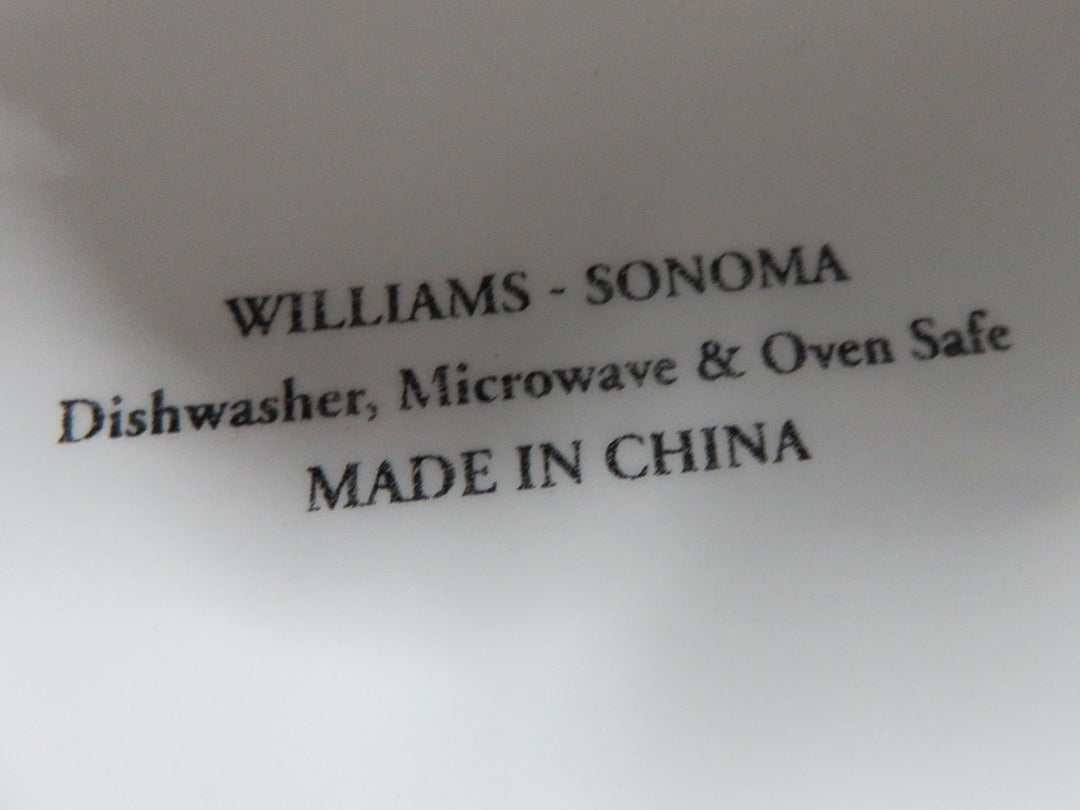 WILLIAMS - SONOMA
Dishwasher, Microwave & Oven Safe
MADE IN CHINA